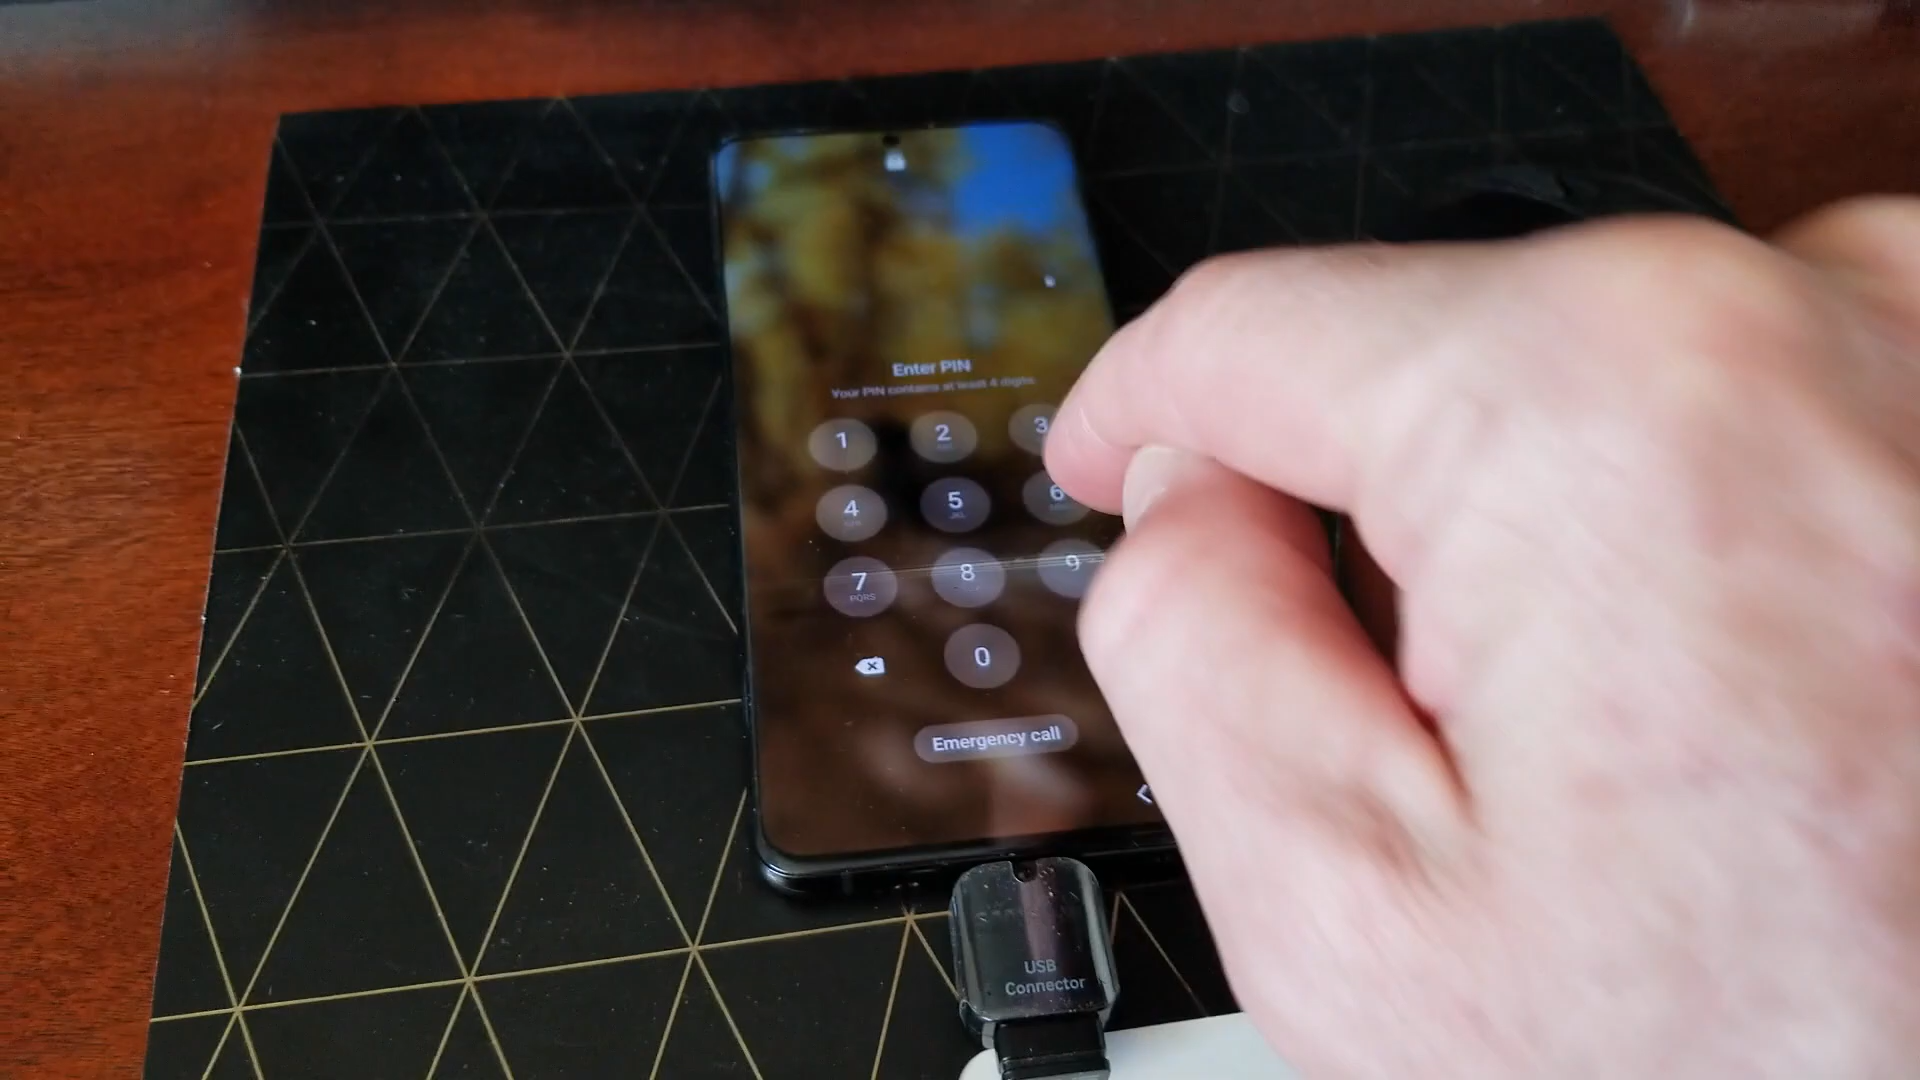 Enter PIN
Your PIN contains at least 4 digits
1 2 3
4 5 6
JKL
7 8 9
PQRS
0
Emergency call
USB
Connector